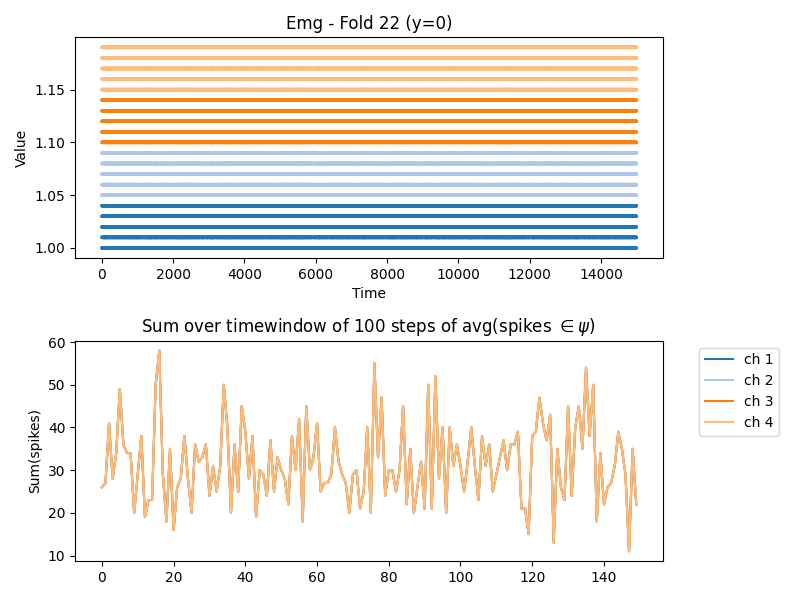 Emg - Fold 22 (y=0)
1.15
1.10
1.05
1.00
Value
0 2000 4000 6000 8000 10000 12000 14000
Time
Sum over timewindow of 100 steps of avg(spikes ∈ ψ)
60
50
40
30
20
10
Sum(spikes)
0 20 40 60 80 100 120 140
ch 1
ch 2
ch 3
ch 4